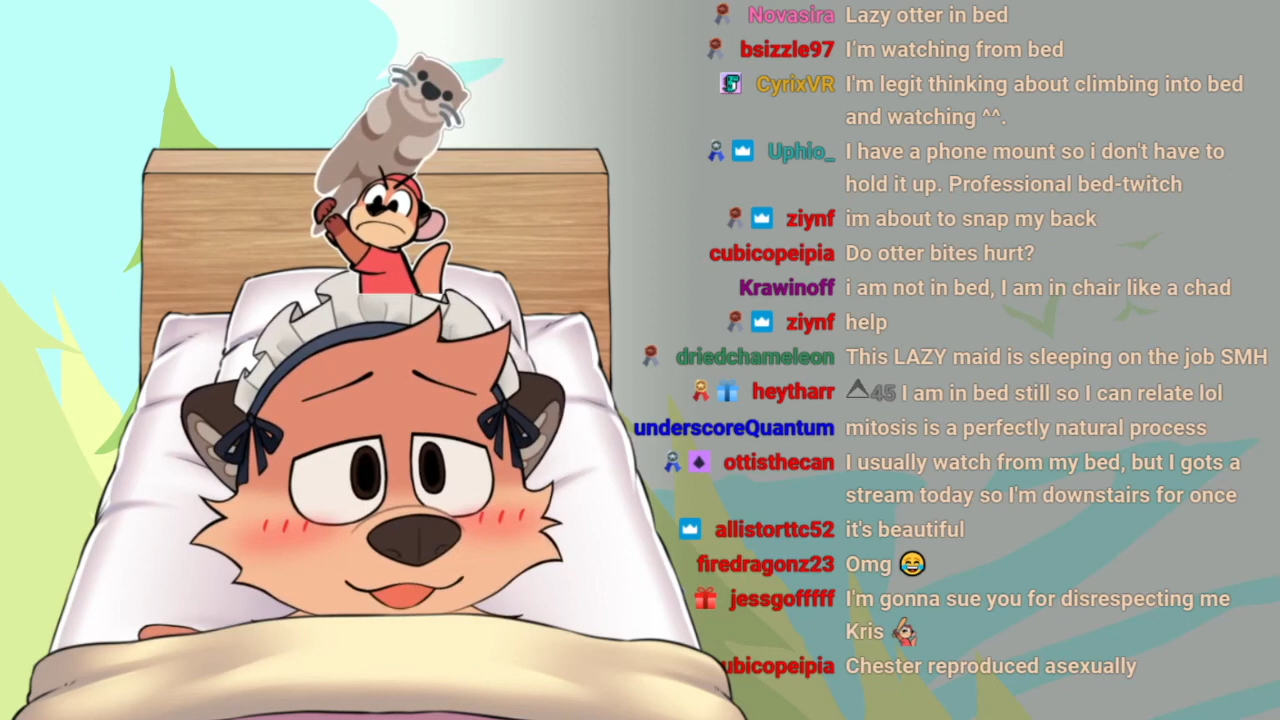 Novasira Lazy otter in bed
bsizzle97 I'm watching from bed
CyrixVR I'm legit thinking about climbing into bed
and watching ^^.
Uphio_ I have a phone mount so i don't have to
hold it up. Professional bed-twitch
ziynf im about to snap my back
cubicopeipia Do otter bites hurt?
Krawinoff i am not in bed, I am in chair like a chad
ziynf help
driedchameleon This LAZY maid is sleeping on the job SMH
heytharr 45 I am in bed still so I can relate lol
underscoreQuantum mitosis is a perfectly natural process
ottisthecan I usually watch from my bed, but I gots a
stream today so I'm downstairs for once
allistorttc52 it's beautiful
firedragonz23 Omg 😂
jessgofffff I'm gonna sue you for disrespecting me
Kris
ubicopeipia Chester reproduced asexually